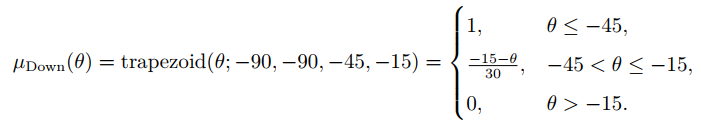 μ_Down(θ) = trapezoid(θ; −90, −90, −45, −15) = { 1, θ ≤ −45,
(−15−θ)/30, −45 < θ ≤ −15,
0, θ > −15.